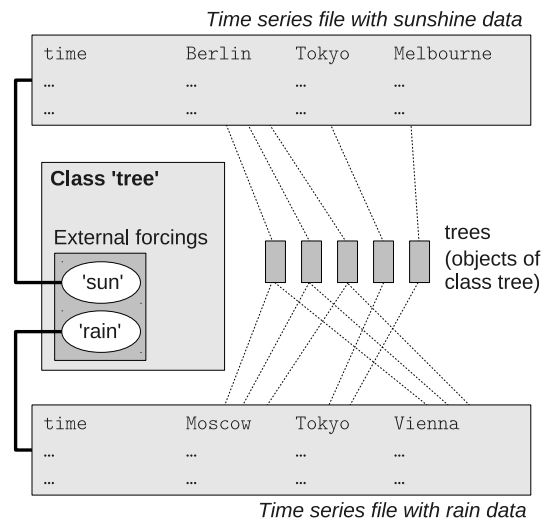 Time series file with sunshine data
time Berlin Tokyo Melbourne
… … … …
… … … …
Class 'tree'
External forcings
'sun'
'rain'
trees
(objects of
class tree)
time Moscow Tokyo Vienna
… … … …
… … … …
Time series file with rain data